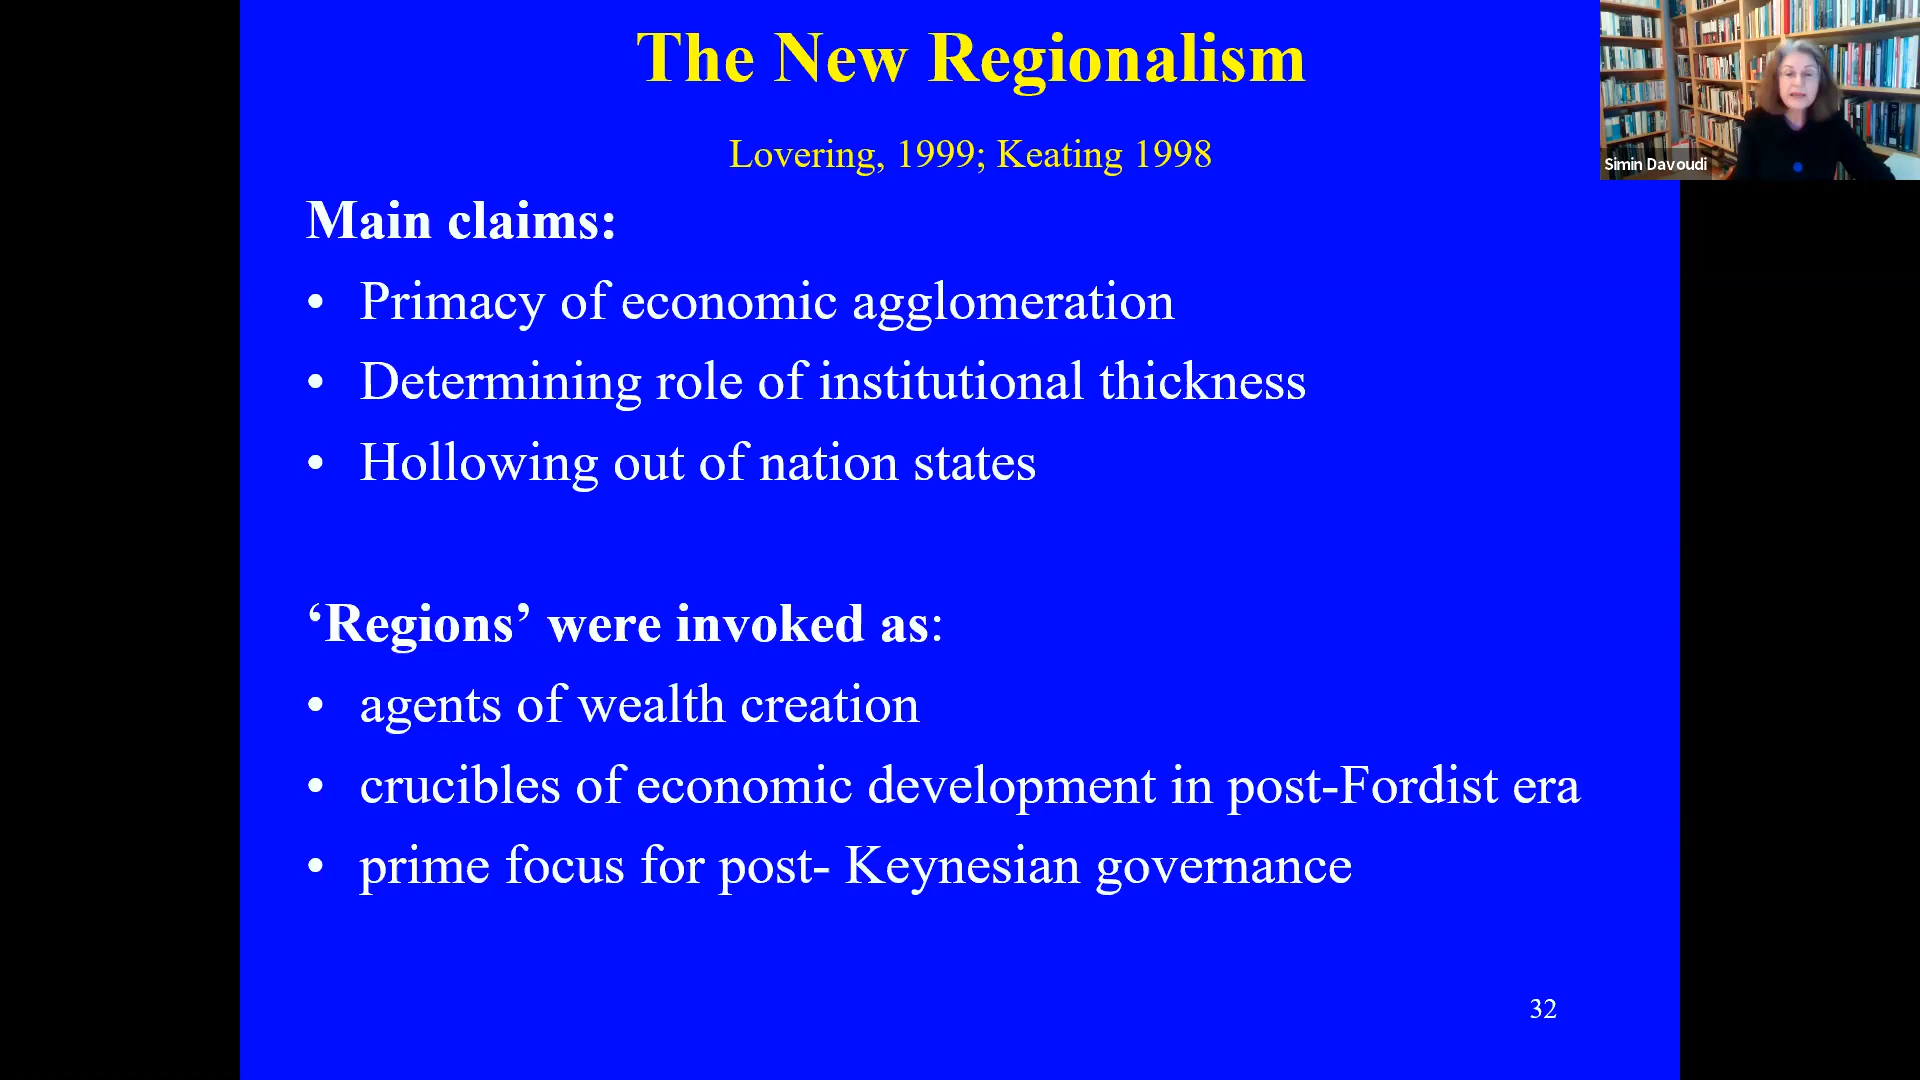 The New Regionalism
Lovering, 1999; Keating 1998
Simin Davoudi
Main claims:
• Primacy of economic agglomeration
• Determining role of institutional thickness
• Hollowing out of nation states
‘Regions’ were invoked as:
• agents of wealth creation
• crucibles of economic development in post-Fordist era
• prime focus for post- Keynesian governance
32